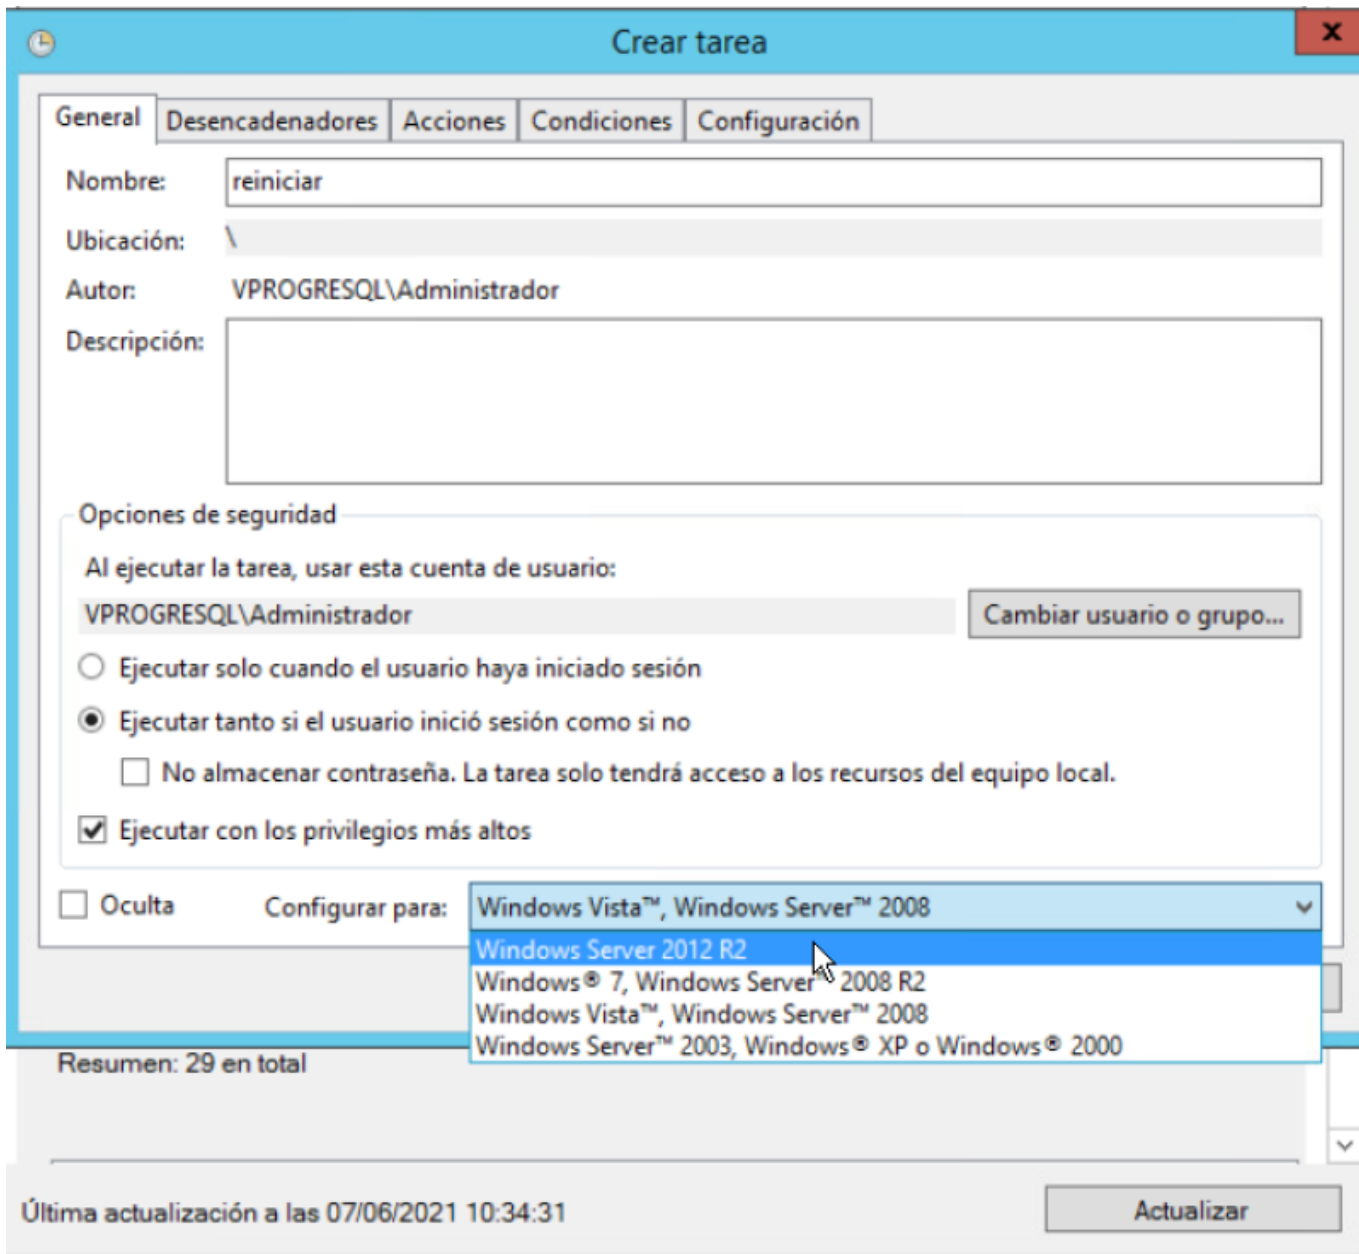 Crear tarea
x
General Desencadenadores Acciones Condiciones Configuración
Nombre: reiniciar
Ubicación: \
Autor: VPROGRESQL\Administrador
Descripción:
Opciones de seguridad
Al ejecutar la tarea, usar esta cuenta de usuario:
VPROGRESQL\Administrador Cambiar usuario o grupo...
Ejecutar solo cuando el usuario haya iniciado sesión
Ejecutar tanto si el usuario inició sesión como si no
No almacenar contraseña. La tarea solo tendrá acceso a los recursos del equipo local.
Ejecutar con los privilegios más altos
Oculta Configurar para: Windows Vista™, Windows Server™ 2008
Windows Server 2012 R2
Windows® 7, Windows Server™ 2008 R2
Windows Vista™, Windows Server™ 2008
Windows Server™ 2003, Windows® XP o Windows® 2000
Resumen: 29 en total
Última actualización a las 07/06/2021 10:34:31 Actualizar